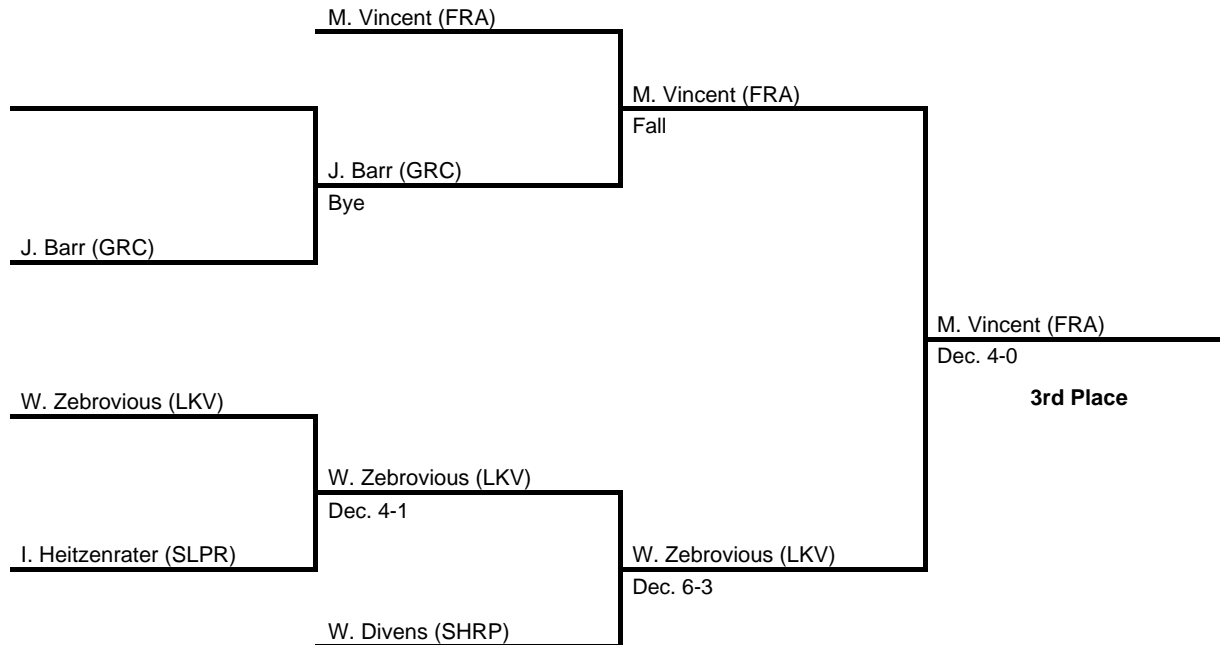 M. Vincent (FRA)
M. Vincent (FRA)
Fall
J. Barr (GRC)
Bye
J. Barr (GRC)
M. Vincent (FRA)
Dec. 4-0
3rd Place
W. Zebrovious (LKV)
W. Zebrovious (LKV)
Dec. 4-1
I. Heitzenrater (SLPR)
W. Zebrovious (LKV)
Dec. 6-3
W. Divens (SHRP)